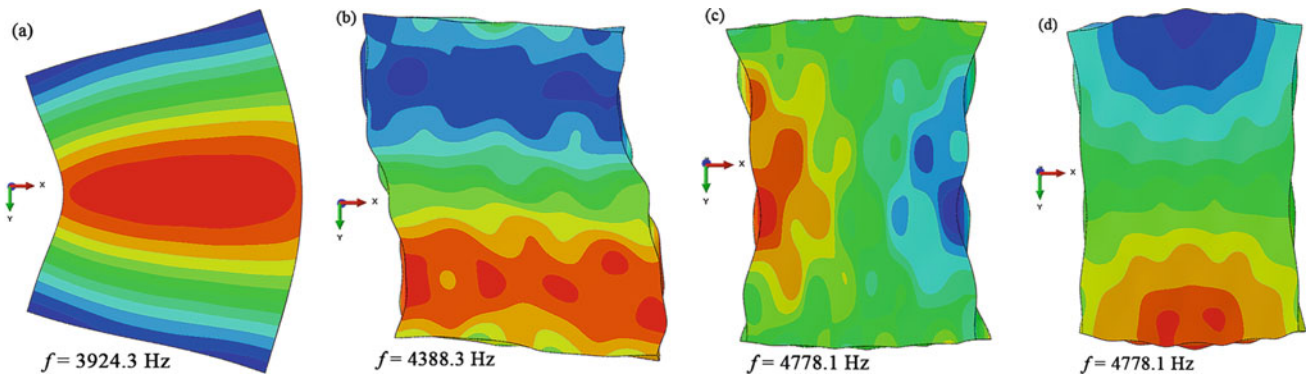 (a)
X
Y
f = 3924.3 Hz
(b)
X
Y
f = 4388.3 Hz
(c)
X
Y
f = 4778.1 Hz
(d)
X
Y
f = 4778.1 Hz